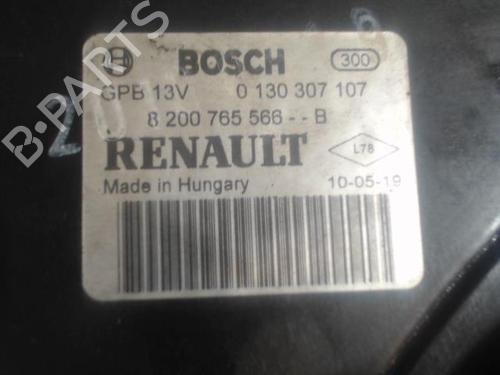 BOSCH 300
GPB 13V 0 130 307 107
8 200 765 566 - - B
RENAULT L78
Made in Hungary 10-05-19
B-PARTS